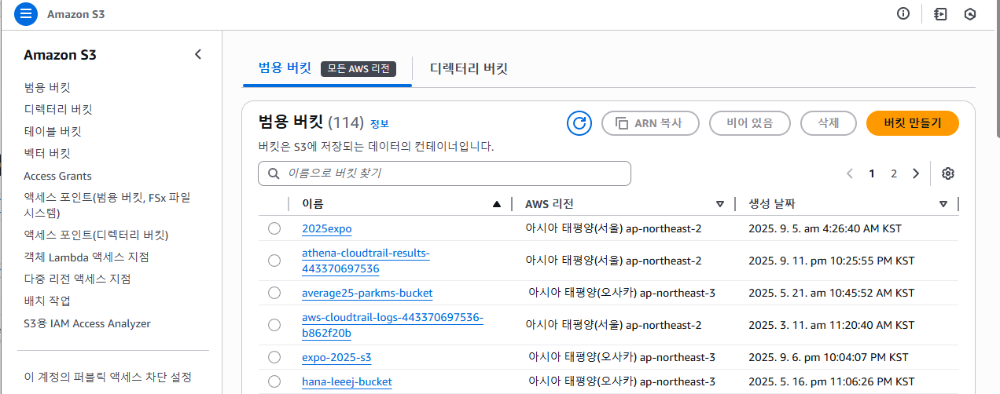 Amazon S3
Amazon S3
범용 버킷
디렉터리 버킷
테이블 버킷
벡터 버킷
Access Grants
액세스 포인트(범용 버킷, FSx 파일
시스템)
액세스 포인트(디렉터리 버킷)
객체 Lambda 액세스 지점
다중 리전 액세스 지점
배치 작업
S3용 IAM Access Analyzer
이 계정의 퍼블릭 액세스 차단 설정
범용 버킷 모든 AWS 리전 디렉터리 버킷
범용 버킷 (114) 정보 ARN 복사 비어 있음 삭제 버킷 만들기
버킷은 S3에 저장되는 데이터의 컨테이너입니다.
이름으로 버킷 찾기 1 2
이름 AWS 리전 생성 날짜
2025expo 아시아 태평양(서울) ap-northeast-2 2025. 9. 5. am 4:26:40 AM KST
athena-cloudtrail-results-
443370697536 아시아 태평양(서울) ap-northeast-2 2025. 9. 11. pm 10:25:55 PM KST
average25-parkms-bucket 아시아 태평양(오사카) ap-northeast-3 2025. 5. 21. am 10:45:52 AM KST
aws-cloudtrail-logs-443370697536-
b862f20b 아시아 태평양(서울) ap-northeast-2 2025. 3. 11. am 11:20:40 AM KST
expo-2025-s3 아시아 태평양(오사카) ap-northeast-3 2025. 9. 6. pm 10:04:07 PM KST
hana-leeej-bucket 아시아 태평양(오사카) ap-northeast-3 2025. 5. 16. pm 11:06:26 PM KST